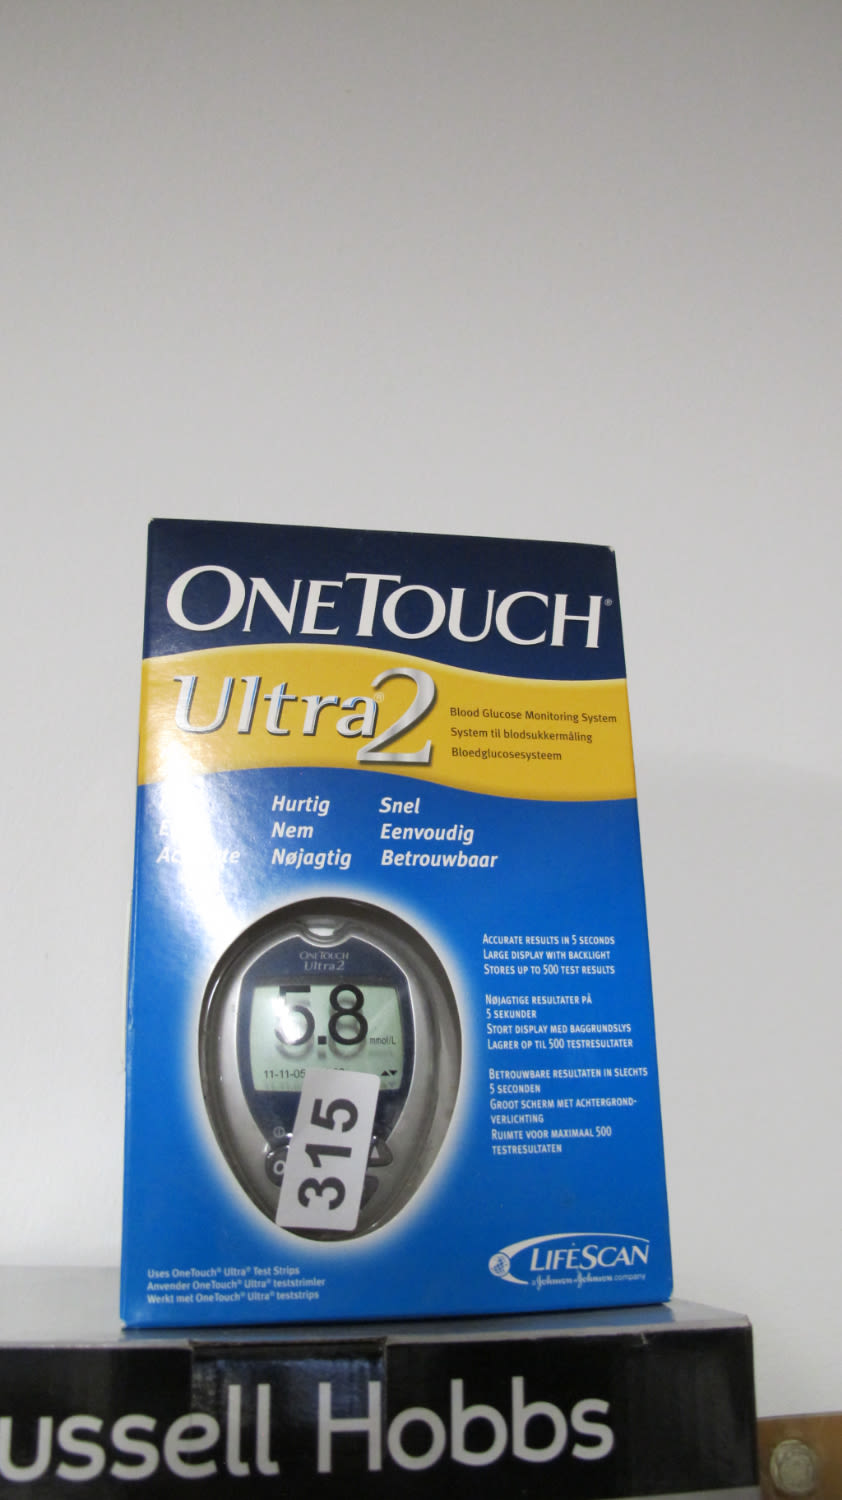 ONETOUCH®
Ultra®2
Blood Glucose Monitoring System
System til blodsukkermåling
Bloedglucosesysteem
Hurtig
Nem
Nøjagtig
Snel
Eenvoudig
Betrouwbaar
ONETOUCH
Ultra2
5.8
mmol/L
11-11-05
315
ACCURATE RESULTS IN 5 SECONDS
LARGE DISPLAY WITH BACKLIGHT
STORES UP TO 500 TEST RESULTS
NØJAGTIGE RESULTATER PÅ
5 SEKUNDER
STORT DISPLAY MED BAGGRUNDSLYS
LAGRER OP TIL 500 TESTRESULTATER
BETROUWBARE RESULTATEN IN SLECHTS
5 SECONDEN
GROOT SCHERM MET ACHTERGROND-
VERLICHTING
RUIMTE VOOR MAXIMAAL 500
TESTRESULTATEN
Uses OneTouch® Ultra® Test Strips
Anvender OneTouch® Ultra® teststrimler
Werkt met OneTouch® Ultra® teststrips
LIFESCAN
a Johnson-Johnson company
ussell Hobbs